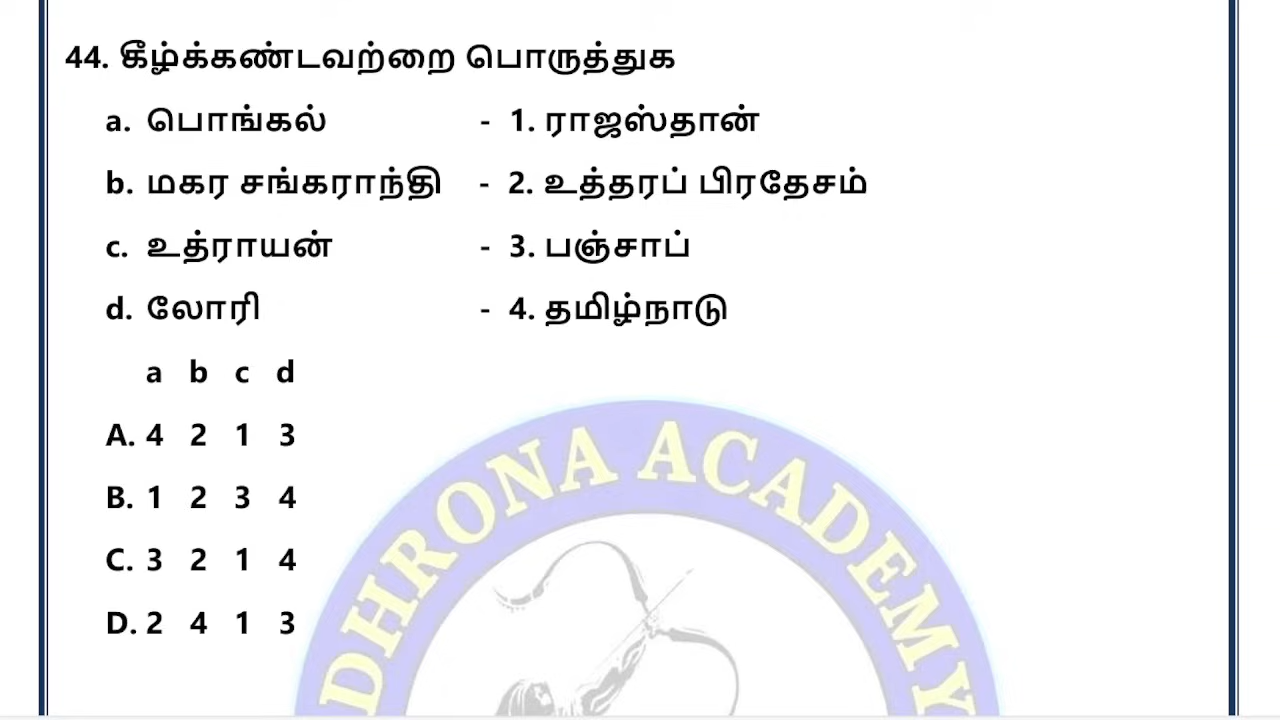 44. கீழ்க்கண்டவற்றை பொருத்துக
a. பொங்கல் - 1. ராஜஸ்தான்
b. மகர சங்கராந்தி - 2. உத்தரப் பிரதேசம்
c. உத்ராயன் - 3. பஞ்சாப்
d. லோரி - 4. தமிழ்நாடு
a b c d
A. 4 2 1 3
B. 1 2 3 4
C. 3 2 1 4
D. 2 4 1 3
DHRONA ACADEMY